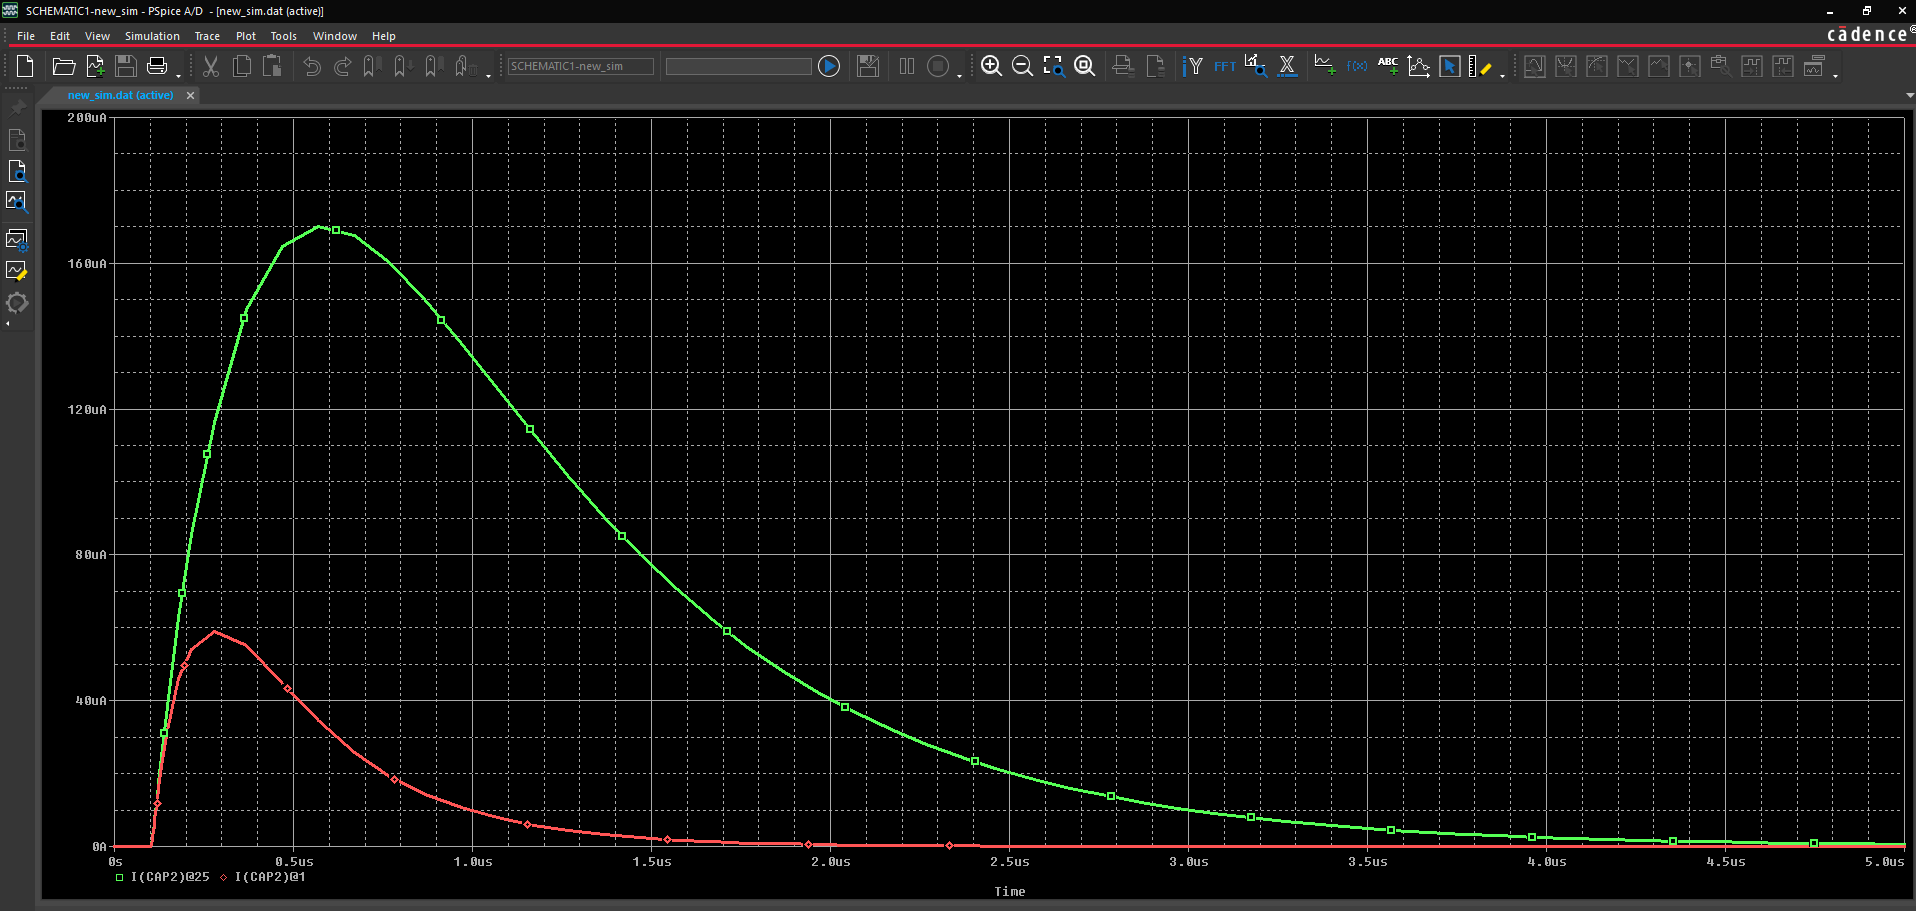 SCHEMATIC1-new_sim - PSpice A/D - [new_sim.dat (active)]
File Edit View Simulation Trace Plot Tools Window Help
cādence®
SCHEMATIC1-new_sim
Y FFT X f(x) ABC
new_sim.dat (active)
200uA
160uA
120uA
80uA
40uA
0A
0s 0.5us 1.0us 1.5us 2.0us 2.5us 3.0us 3.5us 4.0us 4.5us 5.0us
I(CAP2)@25 I(CAP2)@1
Time